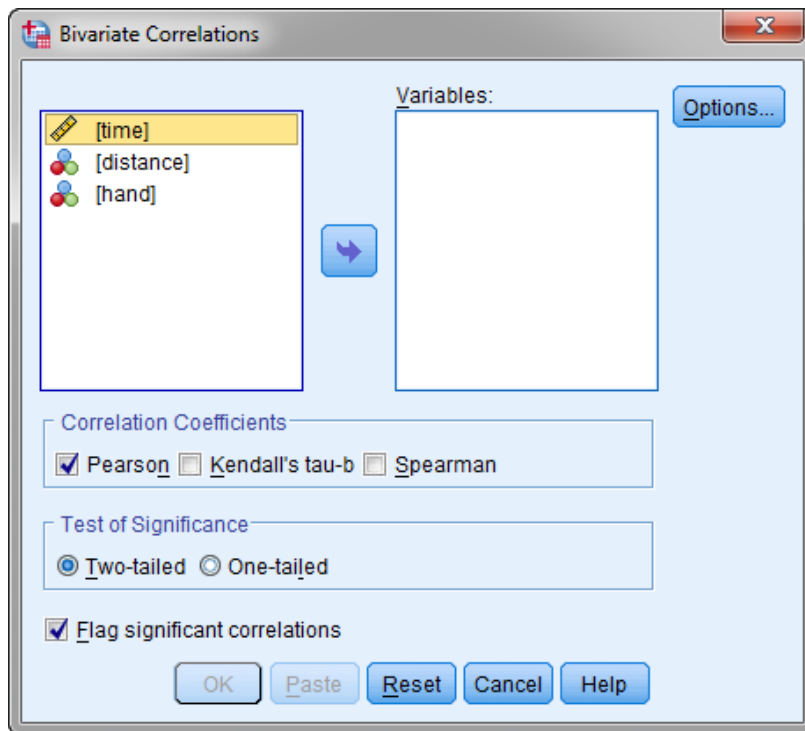 Bivariate Correlations
Variables:
Options...
[time]
[distance]
[hand]
Correlation Coefficients
Pearson Kendall's tau-b Spearman
Test of Significance
Two-tailed One-tailed
Flag significant correlations
OK Paste Reset Cancel Help